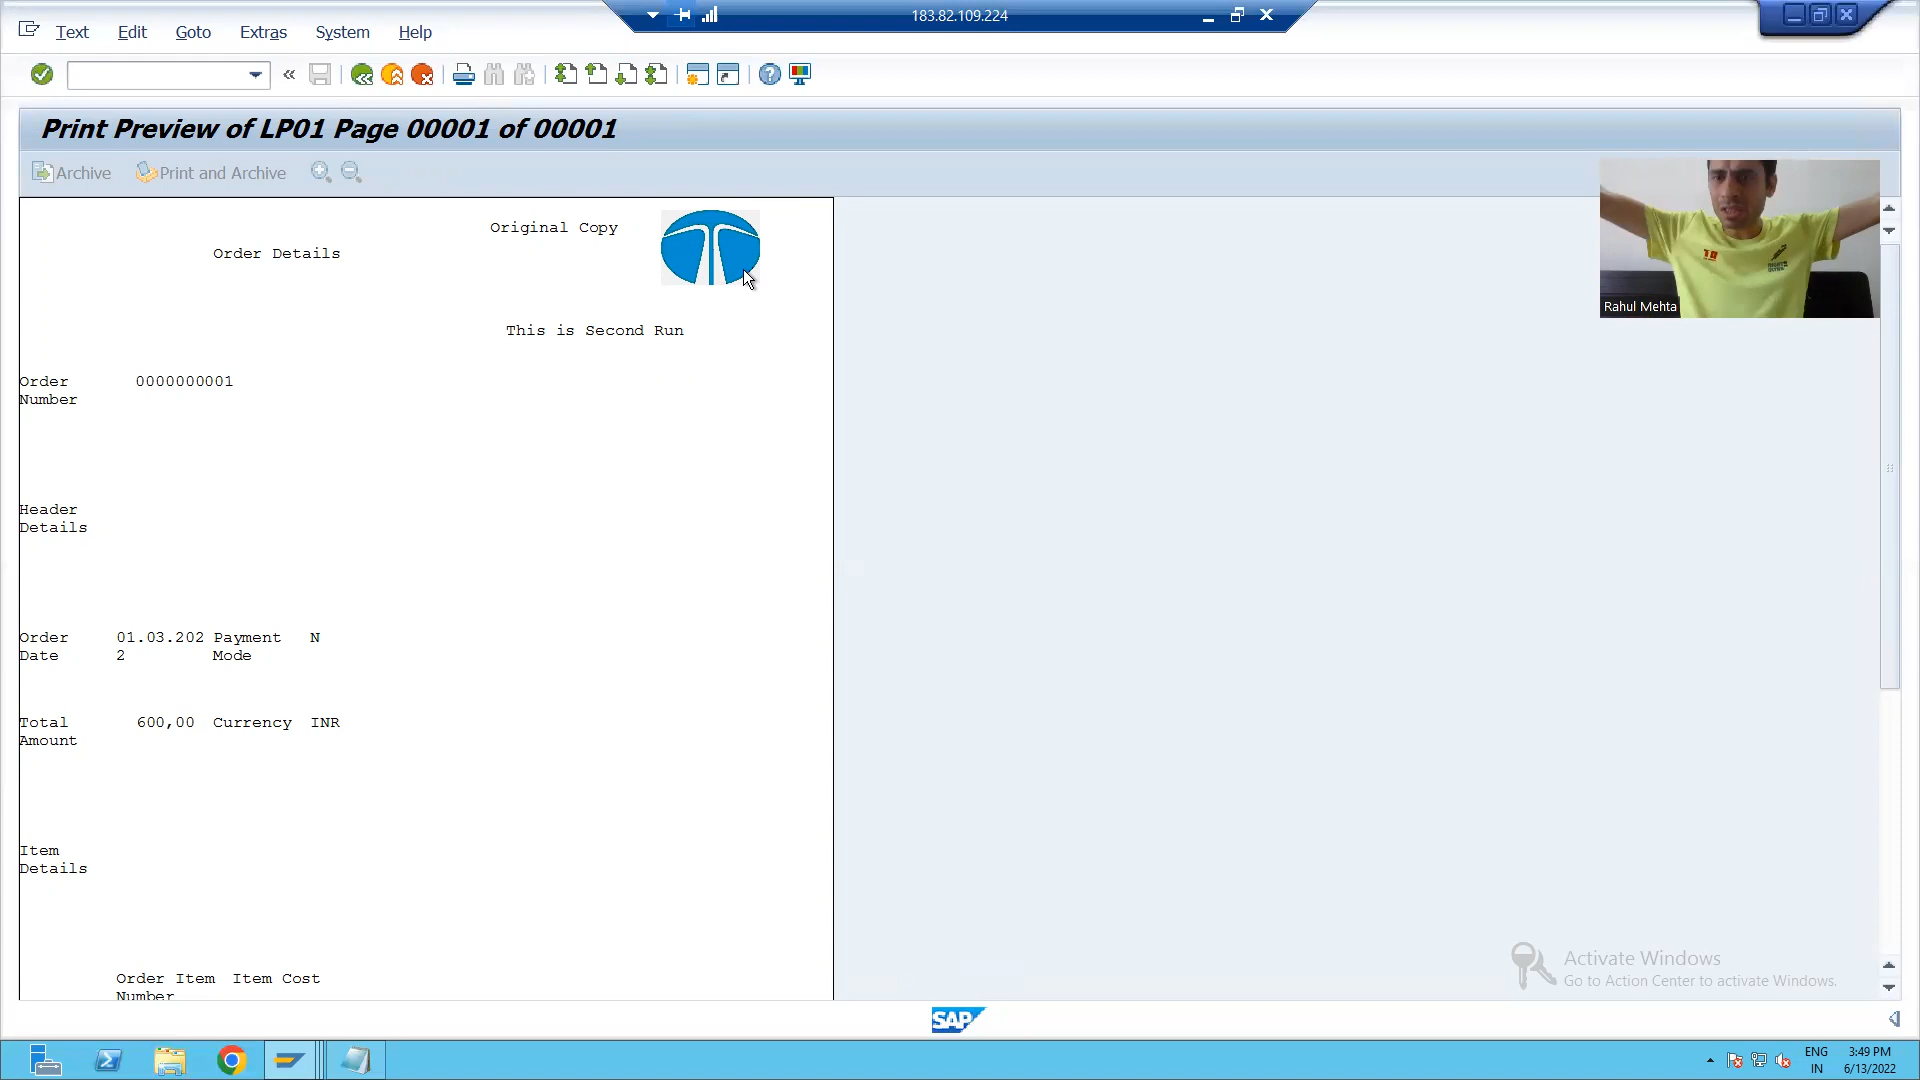 183.82.109.224
Text Edit Goto Extras System Help
Print Preview of LP01 Page 00001 of 00001
Archive Print and Archive
Original Copy
Order Details
Rahul Mehta
This is Second Run
Order 0000000001
Number
Header
Details
Order 01.03.202 Payment N
Date 2 Mode
Total 600,00 Currency INR
Amount
Item
Details
Order Item Item Cost
Number
Activate Windows
Go to Action Center to activate Windows.
SAP
ENG 3:49 PM
IN 6/13/2022